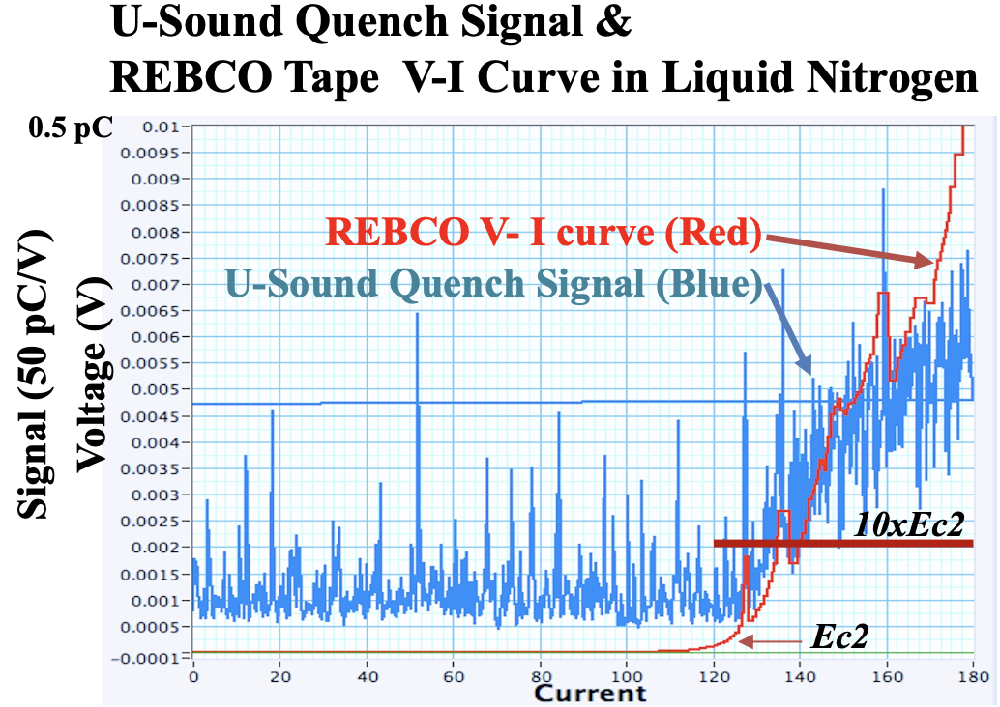 U-Sound Quench Signal &
REBCO Tape V-I Curve in Liquid Nitrogen
0.5 pC
Signal (50 pC/V)
Voltage (V)
0.01
0.0095
0.009
0.0085
0.008
0.0075
0.007
0.0065
0.006
0.0055
0.005
0.0045
0.004
0.0035
0.003
0.0025
0.002
0.0015
0.001
0.0005
-0.0001
REBCO V- I curve (Red)
U-Sound Quench Signal (Blue)
10xEc2
Ec2
0 20 40 60 80 100 120 140 160 180
Current